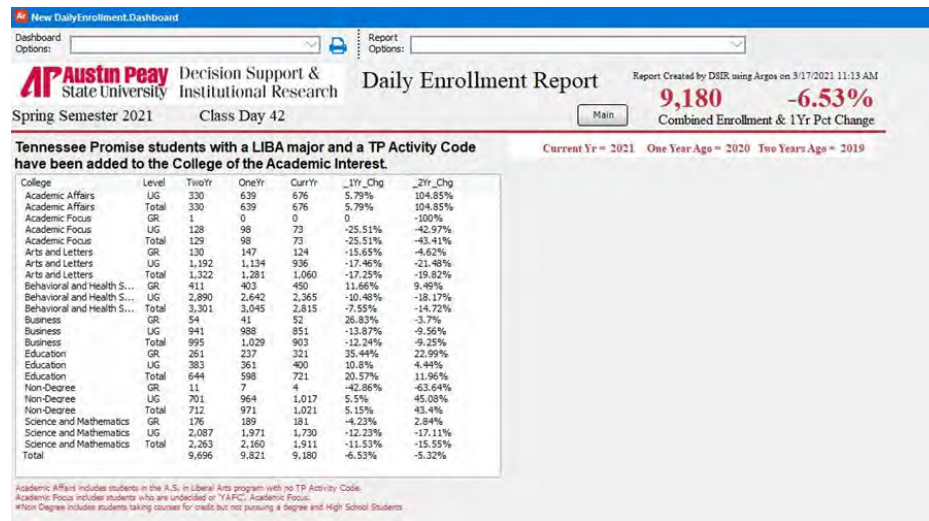 New DailyEnrollment.Dashboard
Dashboard Options:
Report Options:
AP Austin Peay State University
Decision Support & Institutional Research
Daily Enrollment Report
Report Created by DSIR using Argos on 3/17/2021 11:13 AM
9,180 -6.53%
Spring Semester 2021 Class Day 42
Main
Combined Enrollment & 1Yr Pct Change
Tennessee Promise students with a LIBA major and a TP Activity Code
have been added to the College of the Academic Interest.
Current Yr = 2021 One Year Ago = 2020 Two Years Ago = 2019
College Level TwoYr OneYr CurrYr _1Yr_Chg _2Yr_Chg
Academic Affairs UG 330 639 676 5.79% 104.85%
Academic Affairs Total 330 639 676 5.79% 104.85%
Academic Focus GR 1 0 0 0 -100%
Academic Focus UG 128 98 73 -25.51% -42.97%
Academic Focus Total 129 98 73 -25.51% -43.41%
Arts and Letters GR 130 147 124 -15.65% -4.62%
Arts and Letters UG 1,192 1,134 936 -17.46% -21.48%
Arts and Letters Total 1,322 1,281 1,060 -17.25% -19.82%
Behavioral and Health S... GR 411 403 450 11.66% 9.49%
Behavioral and Health S... UG 2,890 2,642 2,365 -10.48% -18.17%
Behavioral and Health S... Total 3,301 3,045 2,815 -7.55% -14.72%
Business GR 54 41 52 26.83% -3.7%
Business UG 941 988 851 -13.87% -9.56%
Business Total 995 1,029 903 -12.24% -9.25%
Education GR 261 237 321 35.44% 22.99%
Education UG 383 361 400 10.8% 4.44%
Education Total 644 598 721 20.57% 11.96%
Non-Degree GR 11 7 4 -42.86% -63.64%
Non-Degree UG 701 964 1,017 5.5% 45.08%
Non-Degree Total 712 971 1,021 5.15% 43.4%
Science and Mathematics GR 176 189 181 -4.23% 2.84%
Science and Mathematics UG 2,087 1,971 1,730 -12.23% -17.11%
Science and Mathematics Total 2,263 2,160 1,911 -11.53% -15.55%
Total 9,696 9,821 9,180 -6.53% -5.32%
Academic Affairs includes students in the A.S. in Liberal Arts program with no TP Activity Code.
Academic Focus includes students who are undecided or 'YAFC', Academic Focus.
#Non Degree includes students taking courses for credit but not pursuing a degree and High School Students